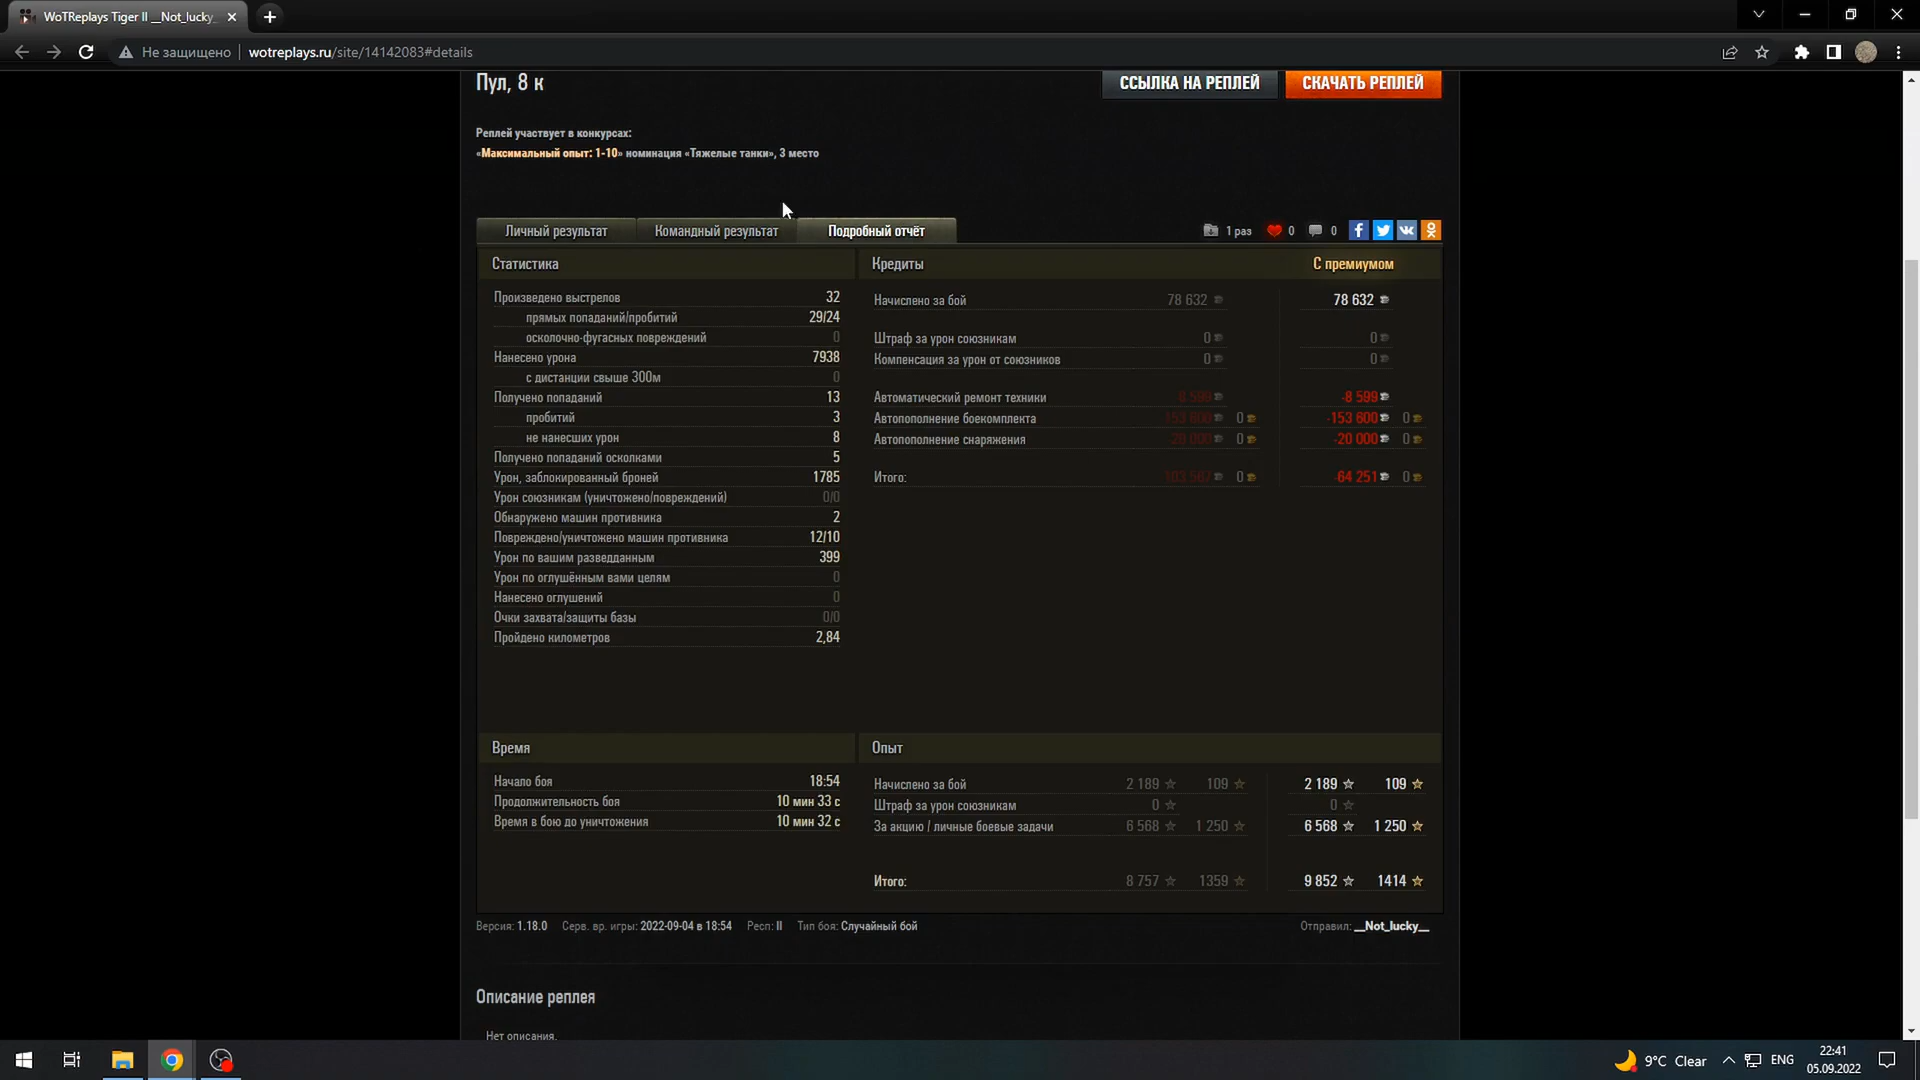 WoTReplays Tiger II __Not_lucky_
Не защищено wotreplays.ru/site/14142083#details
Пул, 8 к
ССЫЛКА НА РЕПЛЕЙ СКАЧАТЬ РЕПЛЕЙ
Реплей участвует в конкурсах:
«Максимальный опыт: 1-10» номинация «Тяжелые танки», 3 место
Личный результат Командный результат Подробный отчёт 1 раз 0 0
Статистика Кредиты С премиумом
Произведено выстрелов 32 Начислено за бой 78 632 78 632
прямых попаданий/пробитий 29/24
осколочно-фугасных повреждений 0 Штраф за урон союзникам 0 0
Нанесено урона 7938 Компенсация за урон от союзников 0 0
с дистанции свыше 300м 0
Получено попаданий 13 Автоматический ремонт техники -8 599 -8 599
пробитий 3 Автопополнение боекомплекта -153 600 0 -153 600 0
не нанесших урон 8 Автопополнение снаряжения -20 000 0 -20 000 0
Получено попаданий осколками 5
Урон, заблокированный броней 1785 Итого: -103 567 0 -64 251 0
Урон союзникам (уничтожено/повреждений) 0/0
Обнаружено машин противника 2
Повреждено/уничтожено машин противника 12/10
Урон по вашим разведданным 399
Урон по оглушённым вами целям 0
Нанесено оглушений 0
Очки захвата/защиты базы 0/0
Пройдено километров 2,84
Время Опыт
Начало боя 18:54 Начислено за бой 2 189 109 2 189 109
Продолжительность боя 10 мин 33 с Штраф за урон союзникам 0 0
Время в бою до уничтожения 10 мин 32 с За акцию / личные боевые задачи 6 568 1 250 6 568 1 250
Итого: 8 757 1359 9 852 1414
Версия: 1.18.0 Серв. вр. игры: 2022-09-04 в 18:54 Респ: II Тип боя: Случайный бой Отправил: __Not_lucky__
Описание реплея
Нет описания.
9°C Clear ENG 22:41
05.09.2022